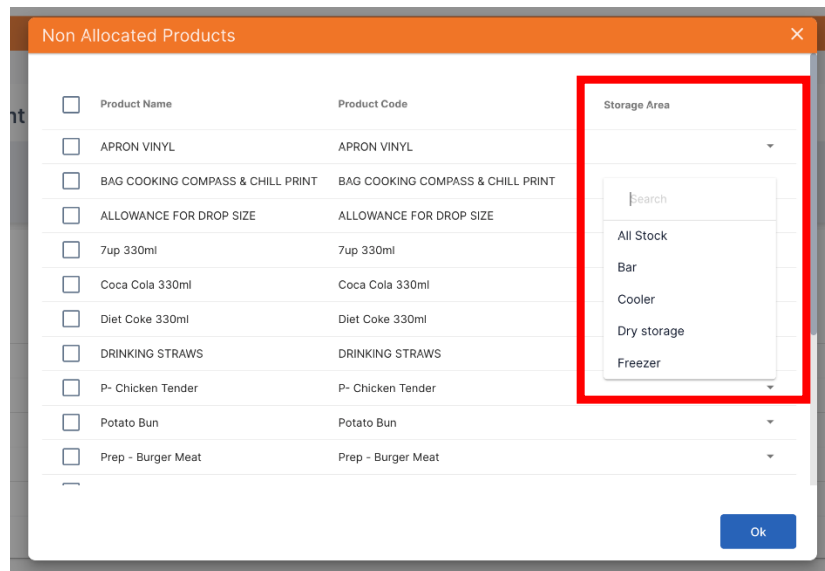 Non Allocated Products
nt
Product Name Product Code Storage Area
APRON VINYL APRON VINYL
BAG COOKING COMPASS & CHILL PRINT BAG COOKING COMPASS & CHILL PRINT
Search
ALLOWANCE FOR DROP SIZE ALLOWANCE FOR DROP SIZE
All Stock
7up 330ml 7up 330ml
Bar
Coca Cola 330ml Coca Cola 330ml
Cooler
Diet Coke 330ml Diet Coke 330ml
Dry storage
DRINKING STRAWS DRINKING STRAWS
Freezer
P- Chicken Tender P- Chicken Tender
Potato Bun Potato Bun
Prep - Burger Meat Prep - Burger Meat
Ok